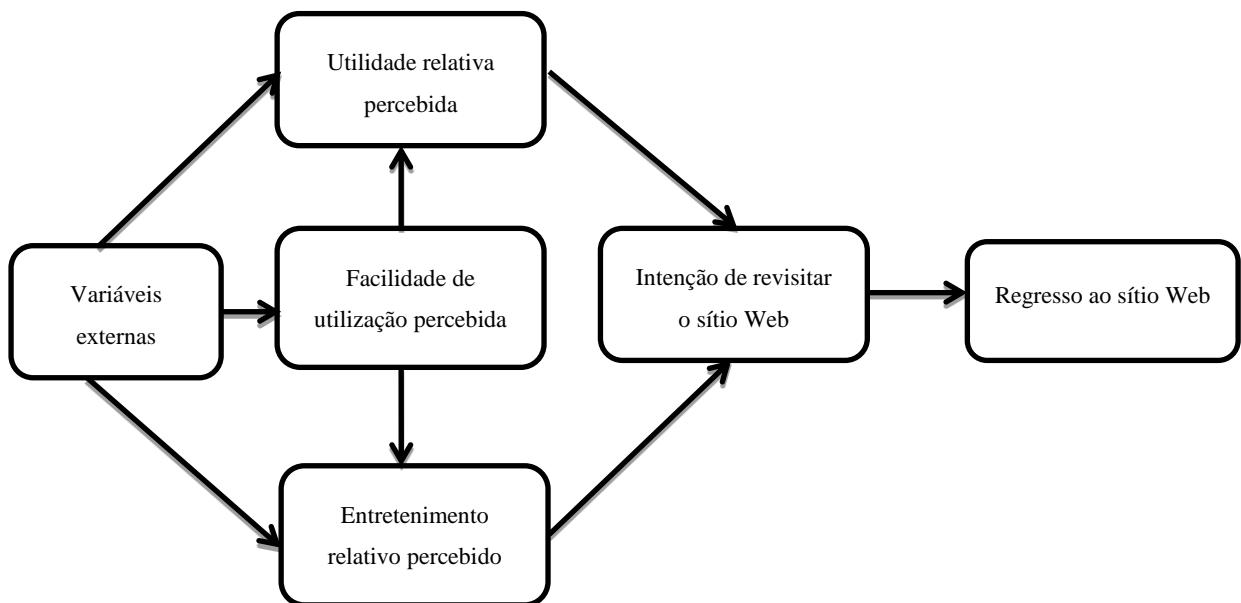 Utilidade relativa
percebida
Variáveis
externas
Facilidade de
utilização percebida
Intenção de revisitar
o sítio Web
Regresso ao sítio Web
Entretenimento
relativo percebido